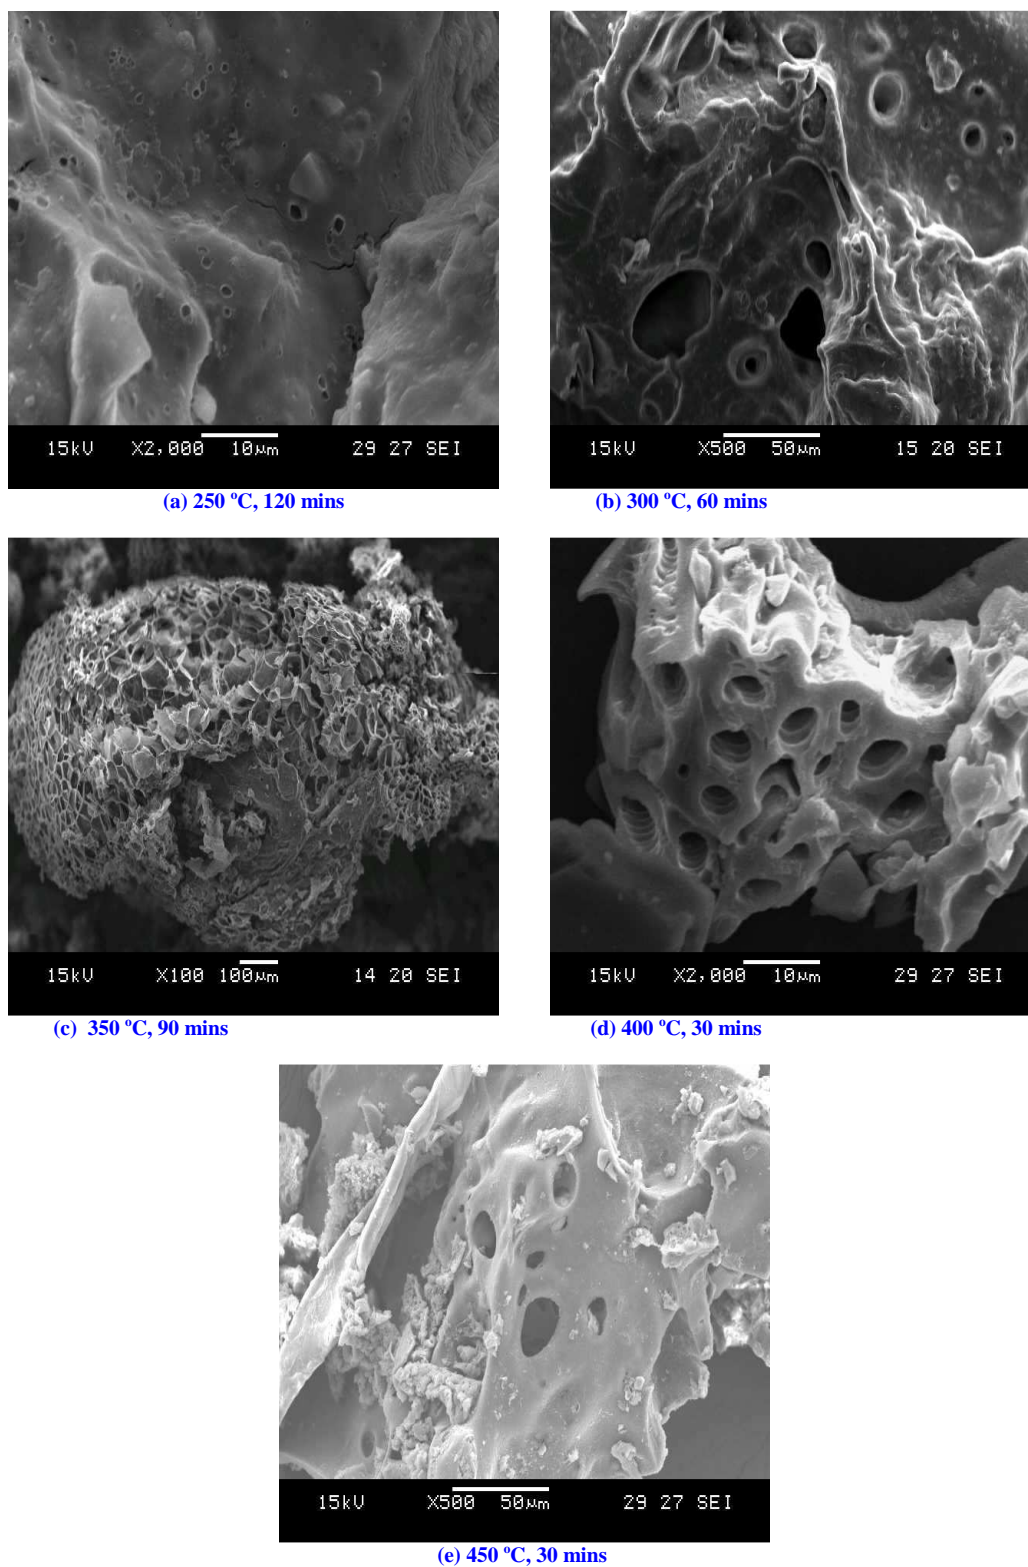 15kV X2,000 10µm 29 27 SEI
(a) 250 ºC, 120 mins
15kV X500 50µm 15 20 SEI
(b) 300 ºC, 60 mins
15kV X100 100µm 14 20 SEI
(c) 350 ºC, 90 mins
15kV X2,000 10µm 29 27 SEI
(d) 400 ºC, 30 mins
15kV X500 50µm 29 27 SEI
(e) 450 ºC, 30 mins